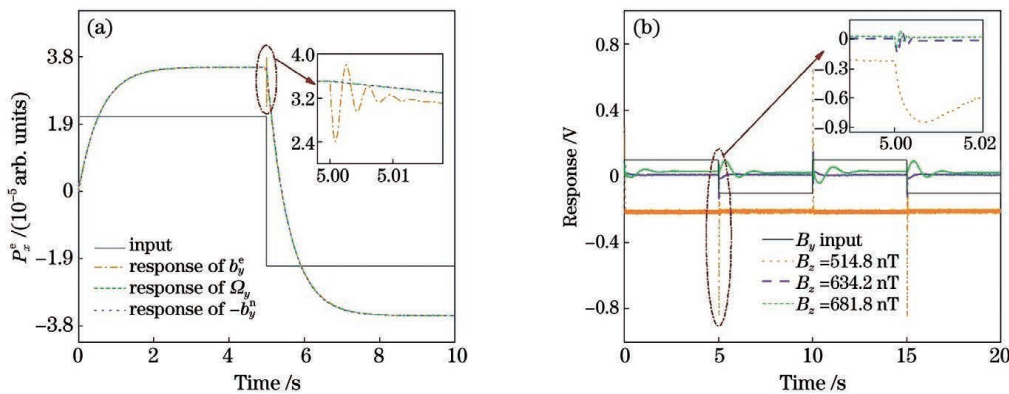 (a)
3.8
1.9
0
−1.9
−3.8
P_x^e /(10^-5 arb. units)
4.0
3.2
2.4
5.00 5.01
input
response of b_y^e
response of Ω_y
response of -b_y^n
0 2 4 6 8 10
Time /s
(b)
0.8
0.4
0
−0.4
−0.8
Response /V
0
−0.3
−0.6
−0.9
5.00 5.02
B_y input
B_z =514.8 nT
B_z =634.2 nT
B_z =681.8 nT
0 5 10 15 20
Time /s